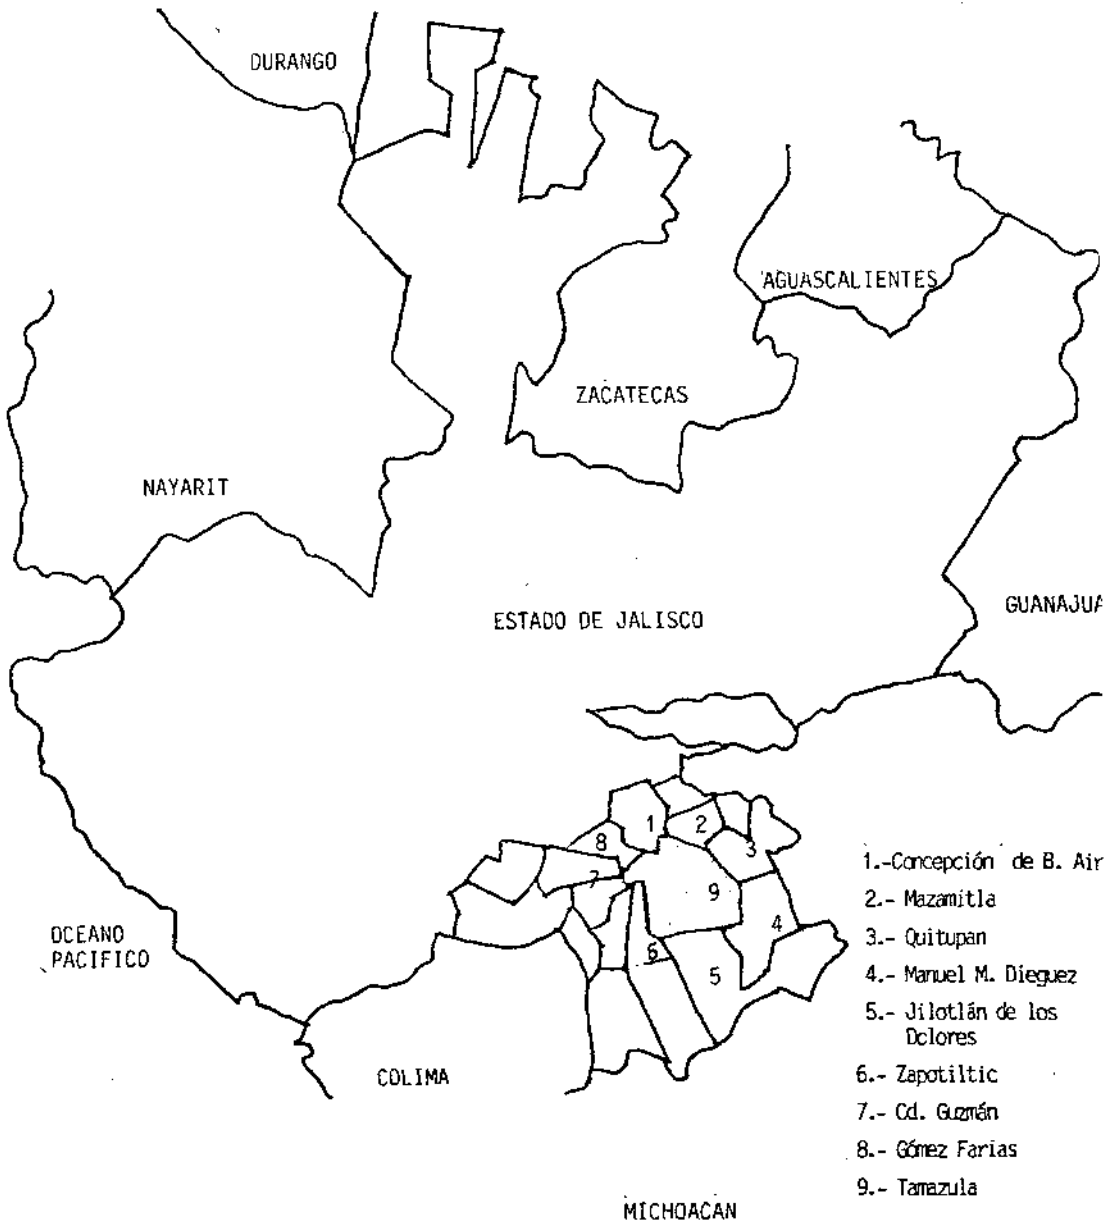 DURANGO
AGUASCALIENTES
ZACATECAS
NAYARIT
ESTADO DE JALISCO
GUANAJUA
1
2
8
3
7
9
4
6
5
OCEANO
PACIFICO
COLIMA
MICHOACAN
1.-Concepción de B. Air
2.- Mazamitla
3.- Quitupan
4.- Manuel M. Dieguez
5.- Jilotlán de los
Dolores
6.- Zapotiltic
7.- Cd. Guzmán
8.- Gómez Farias
9.- Tamazula